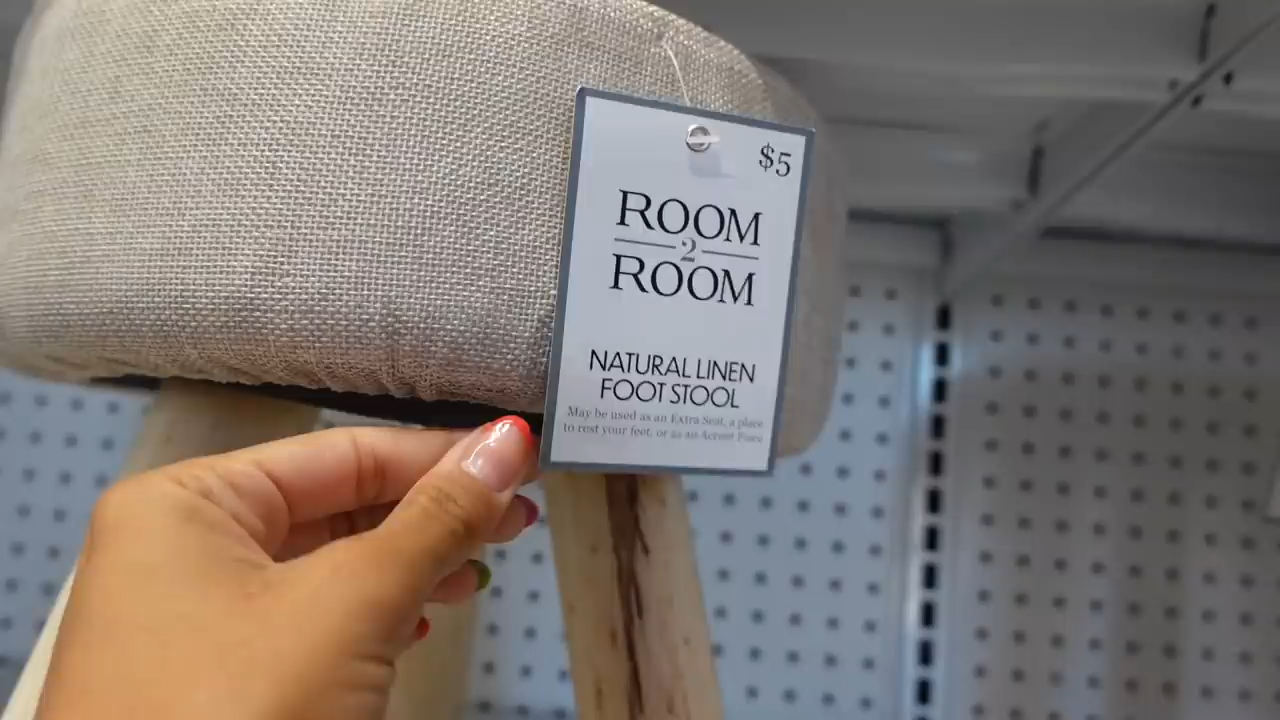 $5
ROOM
2
ROOM
NATURAL LINEN
FOOT STOOL
May be used as an Extra Seat, a place
to rest your feet, or as an Accent Piece